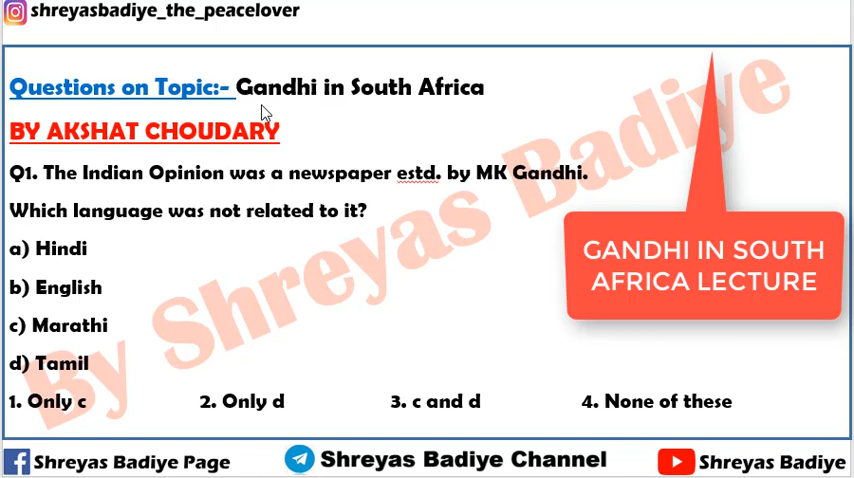 shreyasbadiye_the_peacelover
Questions on Topic:- Gandhi in South Africa
BY AKSHAT CHOUDARY
Q1. The Indian Opinion was a newspaper estd. by MK Gandhi.
Which language was not related to it?
a) Hindi
b) English
c) Marathi
d) Tamil
1. Only c 2. Only d 3. c and d 4. None of these
GANDHI IN SOUTH
AFRICA LECTURE
By Shreyas Badiye
Shreyas Badiye Page Shreyas Badiye Channel Shreyas Badiye